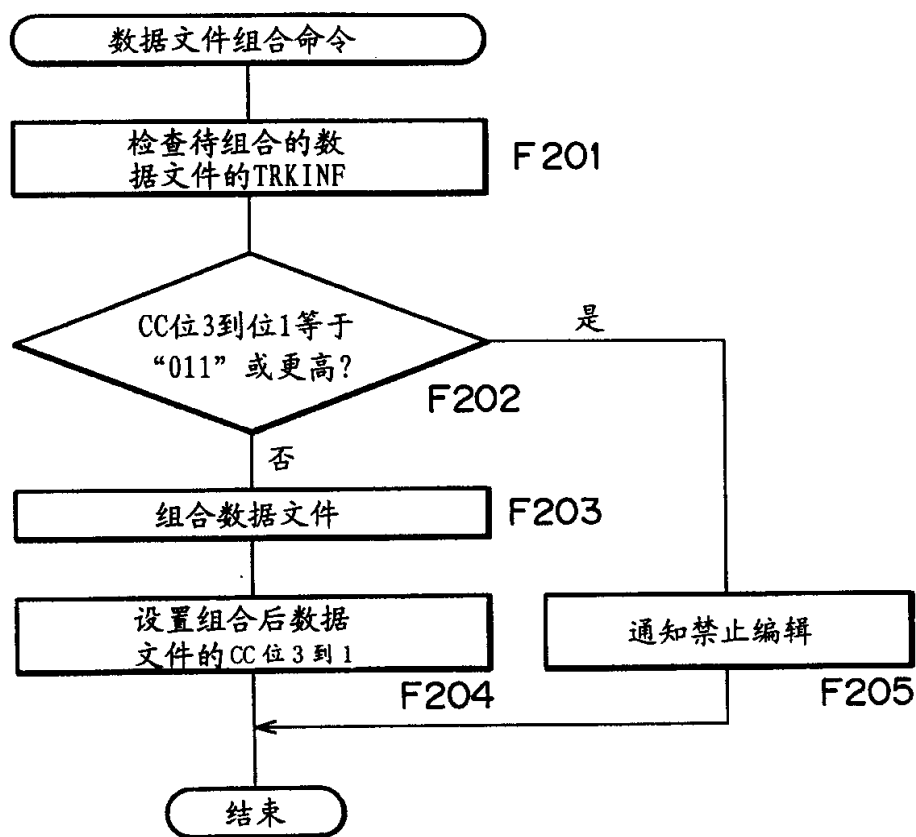 数据文件组合命令
检查待组合的数
据文件的TRKINF
F201
CC位3到位1等于
“011”或更高?
F202
是
否
组合数据文件
F203
设置组合后数据
文件的CC位3到1
F204
通知禁止编辑
F205
结束